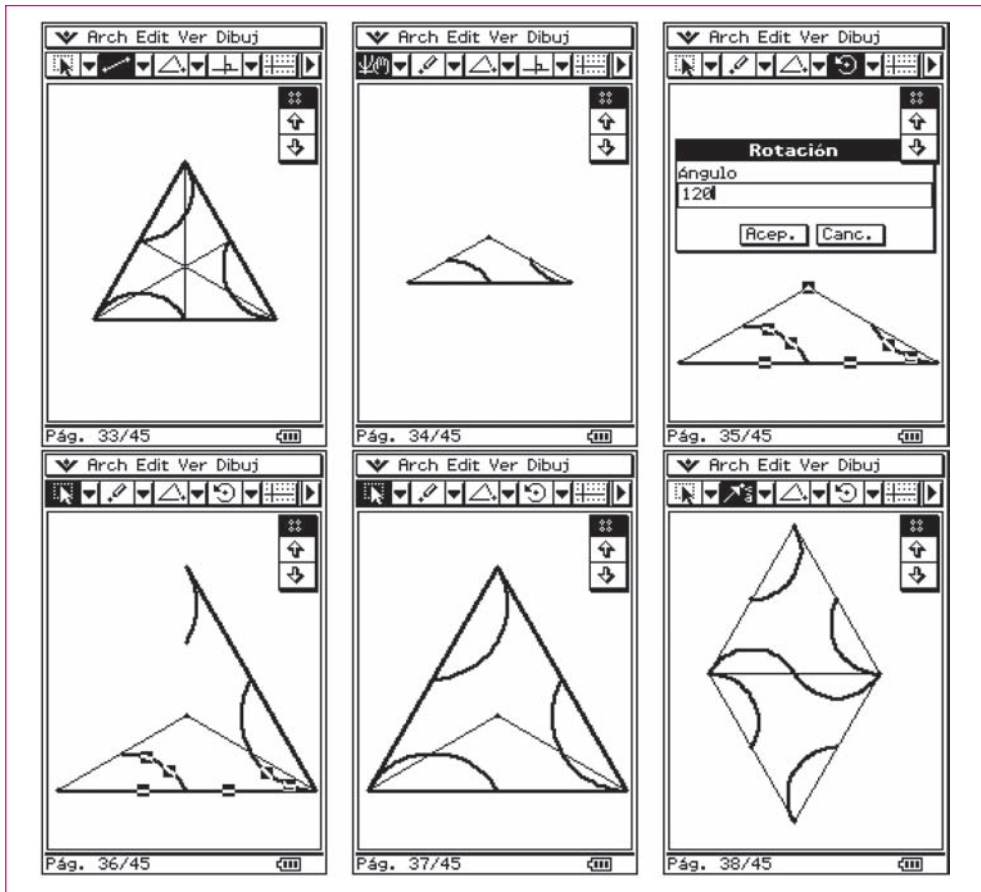 Arch Edit Ver Dibuj
Pág. 33/45
Arch Edit Ver Dibuj
Pág. 34/45
Arch Edit Ver Dibuj
Rotación
Ángulo
120
Acep. Canc.
Pág. 35/45
Arch Edit Ver Dibuj
Pág. 36/45
Arch Edit Ver Dibuj
Pág. 37/45
Arch Edit Ver Dibuj
Pág. 38/45